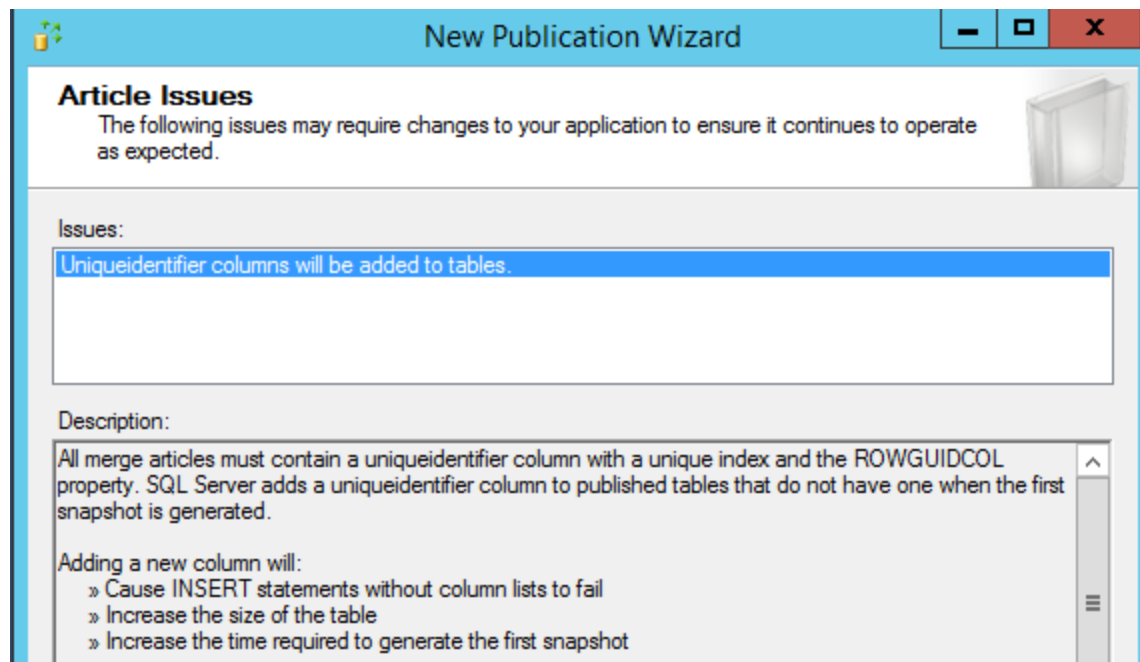 New Publication Wizard
Article Issues
The following issues may require changes to your application to ensure it continues to operate
as expected.
Issues:
Uniqueidentifier columns will be added to tables.
Description:
All merge articles must contain a uniqueidentifier column with a unique index and the ROWGUIDCOL
property. SQL Server adds a uniqueidentifier column to published tables that do not have one when the first
snapshot is generated.
Adding a new column will:
» Cause INSERT statements without column lists to fail
» Increase the size of the table
» Increase the time required to generate the first snapshot